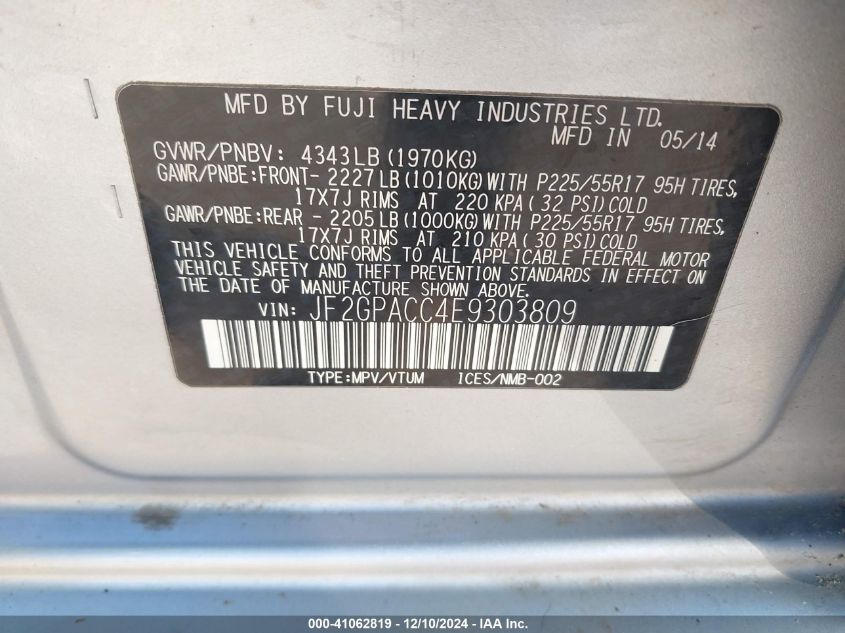 MFD BY FUJI HEAVY INDUSTRIES LTD.
MFD IN 05/14
GVWR/PNBV: 4343LB(1970KG)
GAWR/PNBE:FRONT- 2227LB(1010KG)WITH P225/55R17 95H TIRES,
17X7J RIMS AT 220 KPA(32 PSI)COLD
GAWR/PNBE:REAR - 2205LB(1000KG)WITH P225/55R17 95H TIRES,
17X7J RIMS AT 210 KPA(30 PSI)COLD
THIS VEHICLE CONFORMS TO ALL APPLICABLE FEDERAL MOTOR
VEHICLE SAFETY AND THEFT PREVENTION STANDARDS IN EFFECT ON
THE DATE OF MANUFACTURE SHOWN ABOVE.
VIN: JF2GPACC4E9303809
TYPE:MPV/VTUM ICES/NMB-002
000-41062819 - 12/10/2024 - IAA Inc.